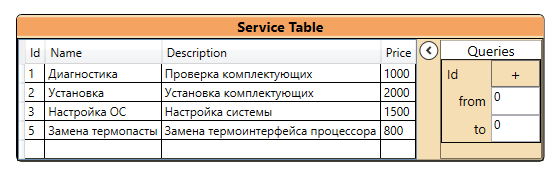 Service Table
Id Name Description Price Queries
1 Диагностика Проверка комплектующих 1000 Id +
2 Установка Установка комплектующих 2000 from 0
3 Настройка ОС Настройка системы 1500
5 Замена термопасты Замена термоинтерфейса процессора 800 to 0